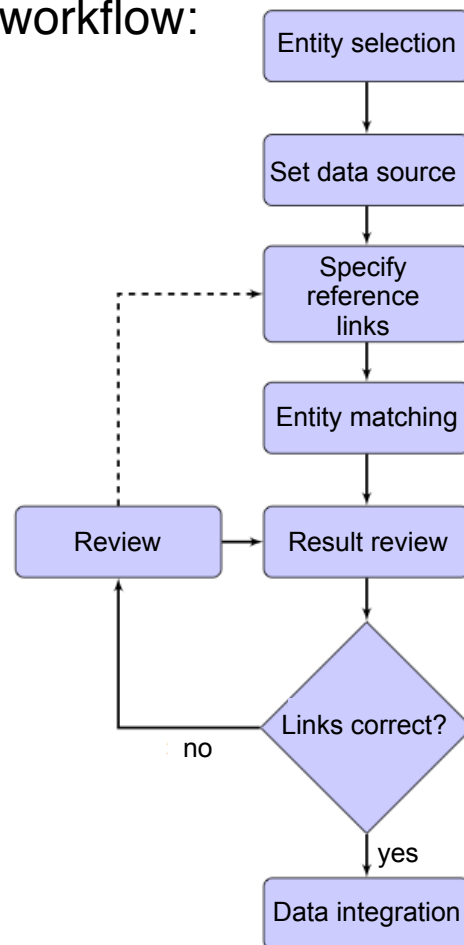 workflow:
Entity selection
Set data source
Specify
reference
links
Entity matching
Review
Result review
Links correct?
no
yes
Data integration